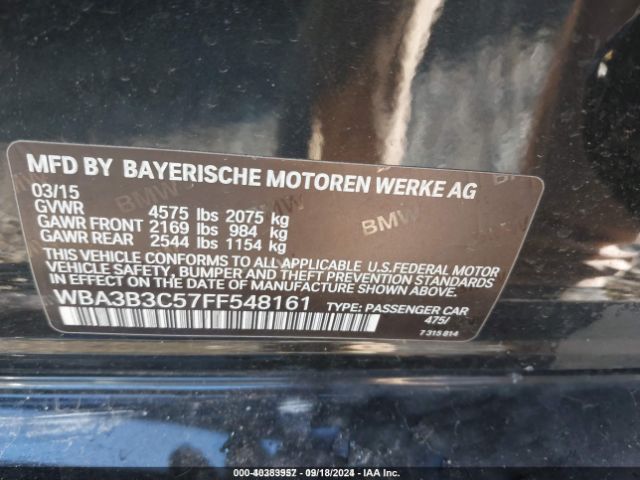 MFD BY BAYERISCHE MOTOREN WERKE AG
03/15
GVWR 4575 lbs 2075 kg
GAWR FRONT 2169 lbs 984 kg
GAWR REAR 2544 lbs 1154 kg
THIS VEHICLE CONFORMS TO ALL APPLICABLE U.S.FEDERAL MOTOR
VEHICLE SAFETY, BUMPER AND THEFT PREVENTION STANDARDS
IN EFFECT ON THE DATE OF MANUFACTURE SHOWN ABOVE.
WBA3B3C57FF548161 TYPE: PASSENGER CAR
475/
7 315 814
09/18/2024 - IAA Inc.